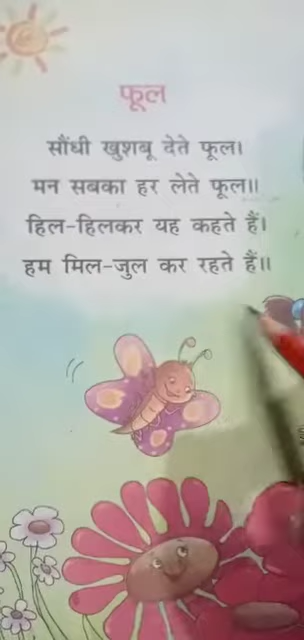 फूल
सौंधी खुशबू देते फूल।
मन सबका हर लेते फूल॥
हिल-हिलकर यह कहते हैं।
हम मिल-जुल कर रहते हैं॥